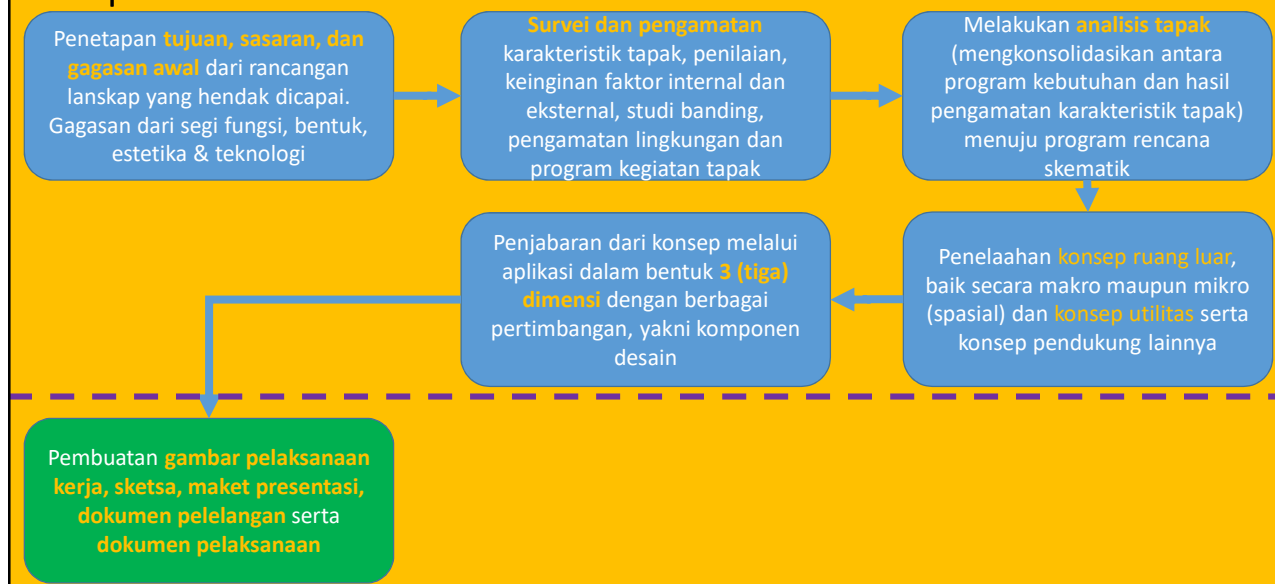 Penetapan tujuan, sasaran, dan
gagasan awal dari rancangan
lanskap yang hendak dicapai.
Gagasan dari segi fungsi, bentuk,
estetika & teknologi
Survei dan pengamatan
karakteristik tapak, penilaian,
keinginan faktor internal dan
eksternal, studi banding,
pengamatan lingkungan dan
program kegiatan tapak
Melakukan analisis tapak
(mengkonsolidasikan antara
program kebutuhan dan hasil
pengamatan karakteristik tapak)
menuju program rencana
skematik
Penelaahan konsep ruang luar,
baik secara makro maupun mikro
(spasial) dan konsep utilitas serta
konsep pendukung lainnya
Penjabaran dari konsep melalui
aplikasi dalam bentuk 3 (tiga)
dimensi dengan berbagai
pertimbangan, yakni komponen
desain
Pembuatan gambar pelaksanaan
kerja, sketsa, maket presentasi,
dokumen pelelangan serta
dokumen pelaksanaan